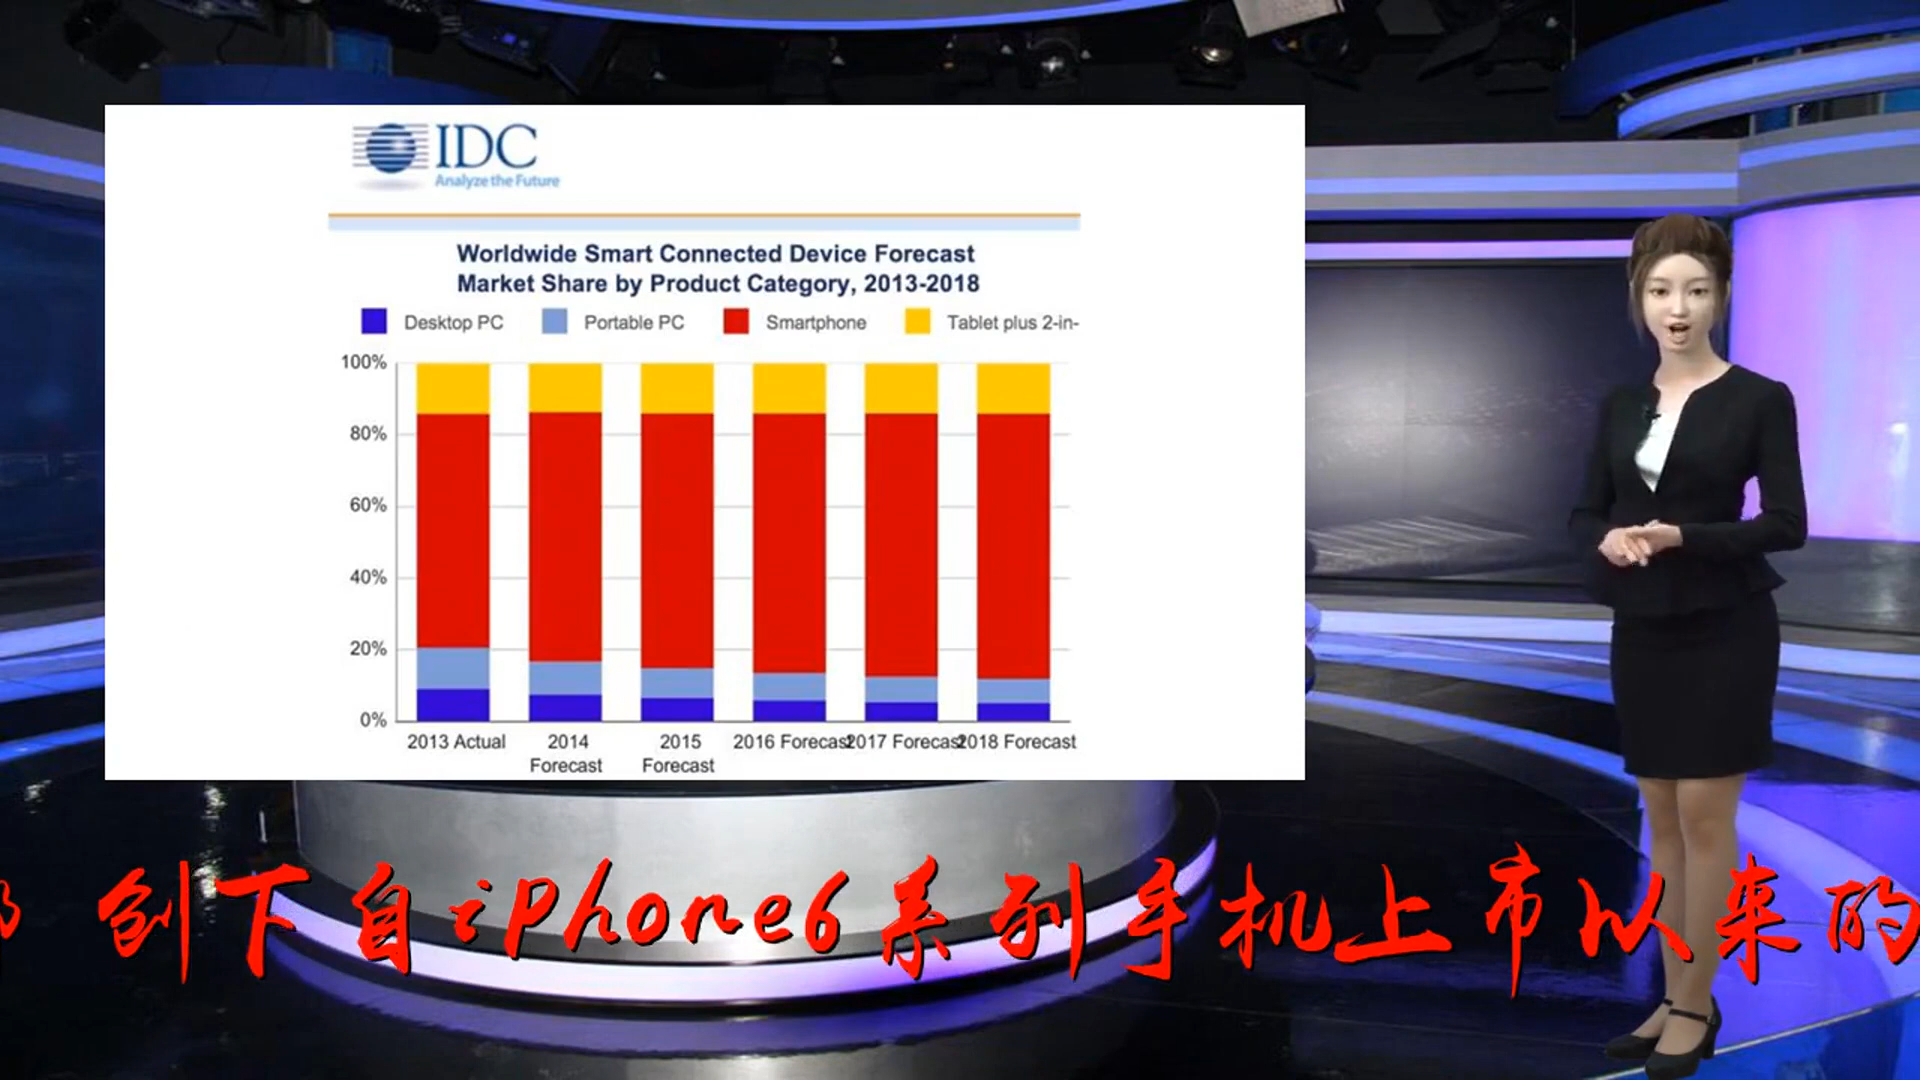 IDC
Analyze the Future
Worldwide Smart Connected Device Forecast
Market Share by Product Category, 2013-2018
Desktop PC Portable PC Smartphone Tablet plus 2-in-
100%
80%
60%
40%
20%
0%
2013 Actual 2014 Forecast 2015 Forecast 2016 Forecast 2017 Forecast 2018 Forecast
创下自iPhone6系列手机上市以来的